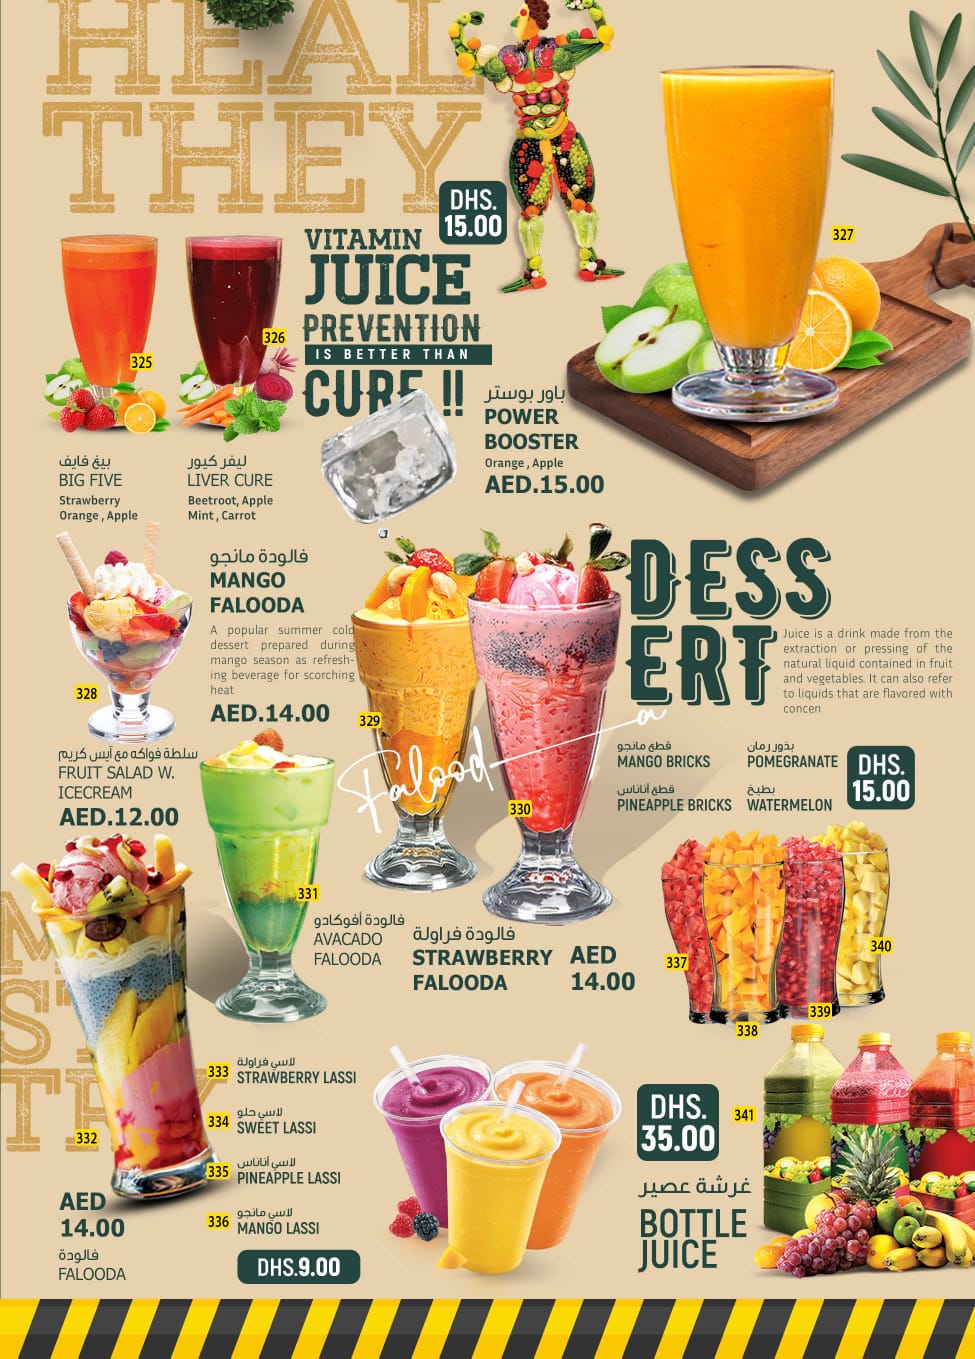 HEAL
THEY
DHS.
15.00
VITAMIN
JUICE
PREVENTION
IS BETTER THAN
CURE !!
325
326
327
بيغ فايف
BIG FIVE
Strawberry
Orange , Apple
ليفر كيور
LIVER CURE
Beetroot, Apple
Mint , Carrot
باور بوستر
POWER
BOOSTER
Orange , Apple
AED.15.00
فالودة مانجو
MANGO
FALOODA
A popular summer cold
dessert prepared during
mango season as refresh-
ing beverage for scorching
heat
AED.14.00
328
329
330
DESS
ERT
Juice is a drink made from the
extraction or pressing of the
natural liquid contained in fruit
and vegetables. It can also refer
to liquids that are flavored with
concen
Falooda
سلطة فواكه مع آيس كريم
FRUIT SALAD W.
ICECREAM
AED.12.00
قطع مانجو
MANGO BRICKS
بذور رمان
POMEGRANATE
قطع أناناس
PINEAPPLE BRICKS
بطيخ
WATERMELON
DHS.
15.00
331
فالودة أفوكادو
AVACADO
FALOODA
فالودة فراولة
STRAWBERRY
FALOODA
AED
14.00
337
338
339
340
M
ST
TR
332
AED
14.00
فالودة
FALOODA
333
لاسي فراولة
STRAWBERRY LASSI
334
لاسي حلو
SWEET LASSI
335
لاسي أناناس
PINEAPPLE LASSI
336
لاسي مانجو
MANGO LASSI
DHS.9.00
DHS.
35.00
341
غرشة عصير
BOTTLE
JUICE